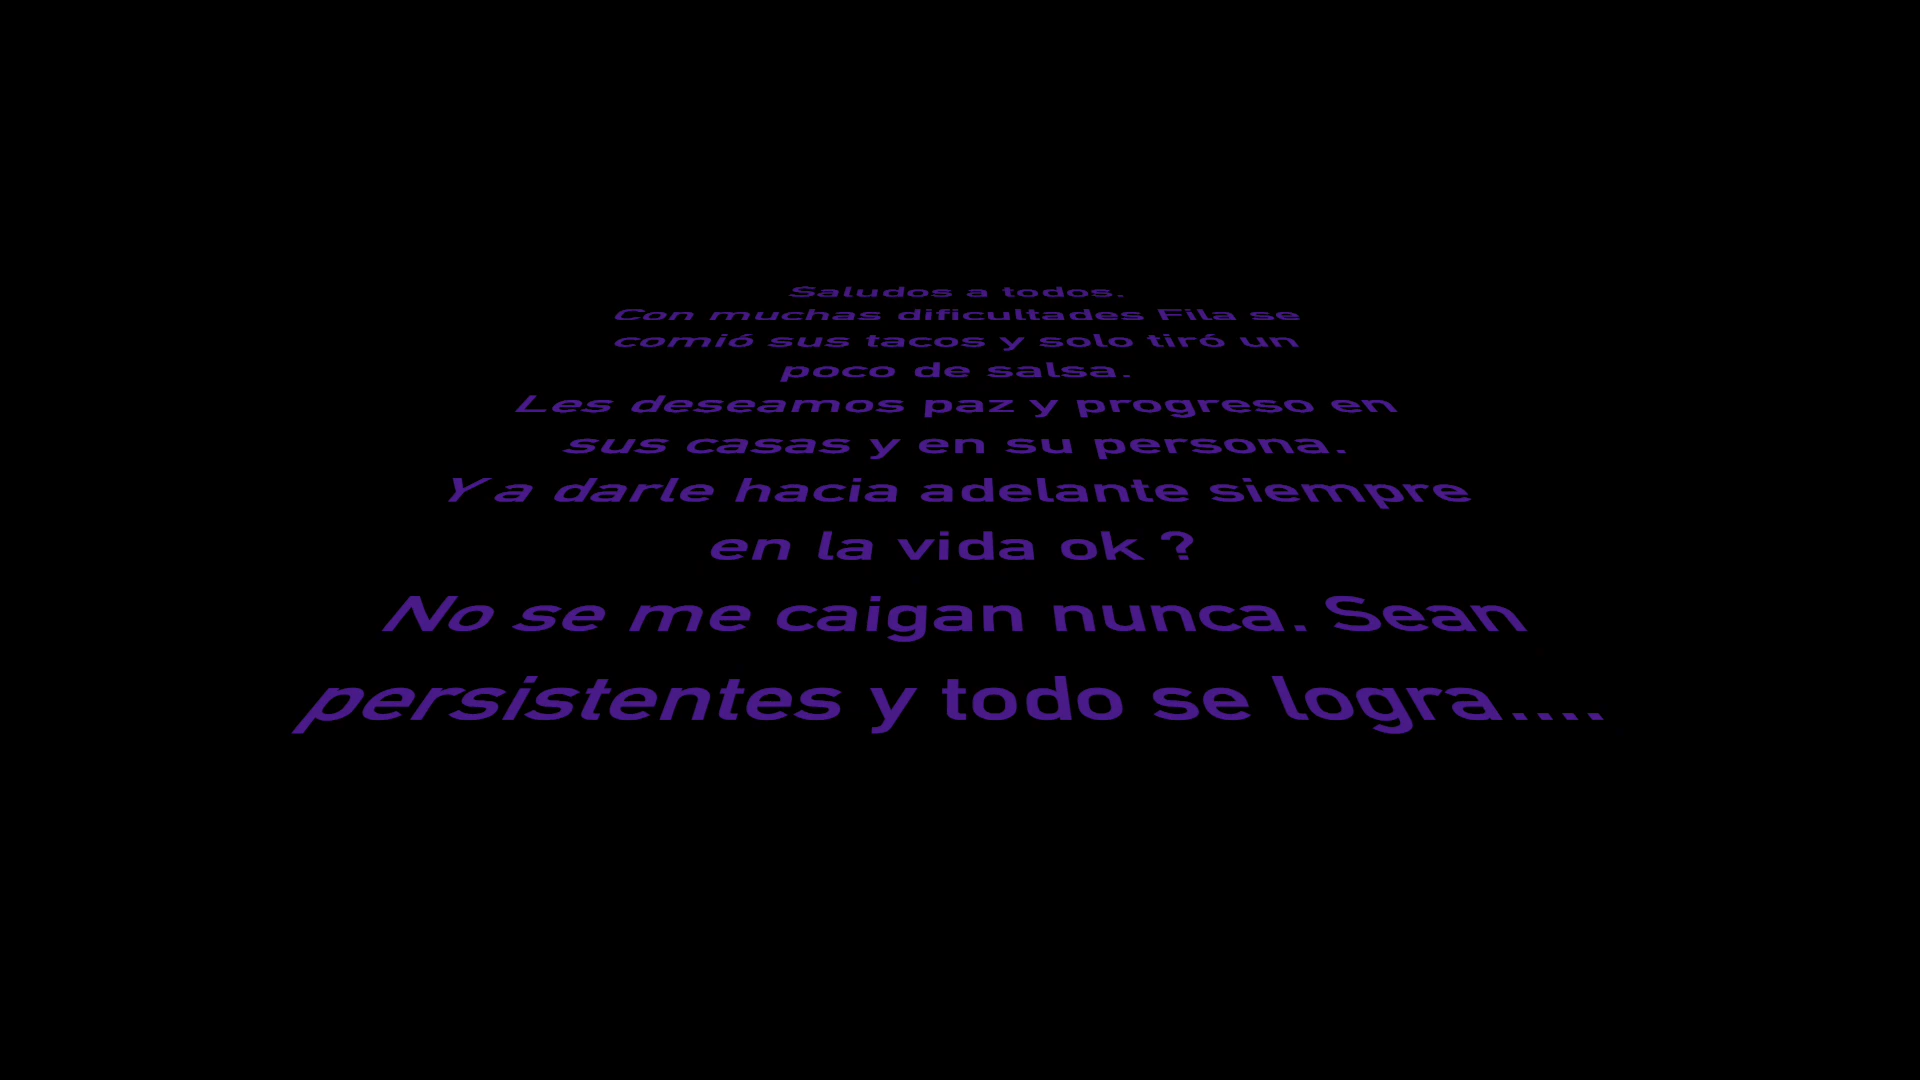 Saludos a todos.
Con muchas dificultades Fila se
comió sus tacos y solo tiró un
poco de salsa.
Les deseamos paz y progreso en
sus casas y en su persona.
Y a darle hacia adelante siempre
en la vida ok ?
No se me caigan nunca. Sean
persistentes y todo se logra....